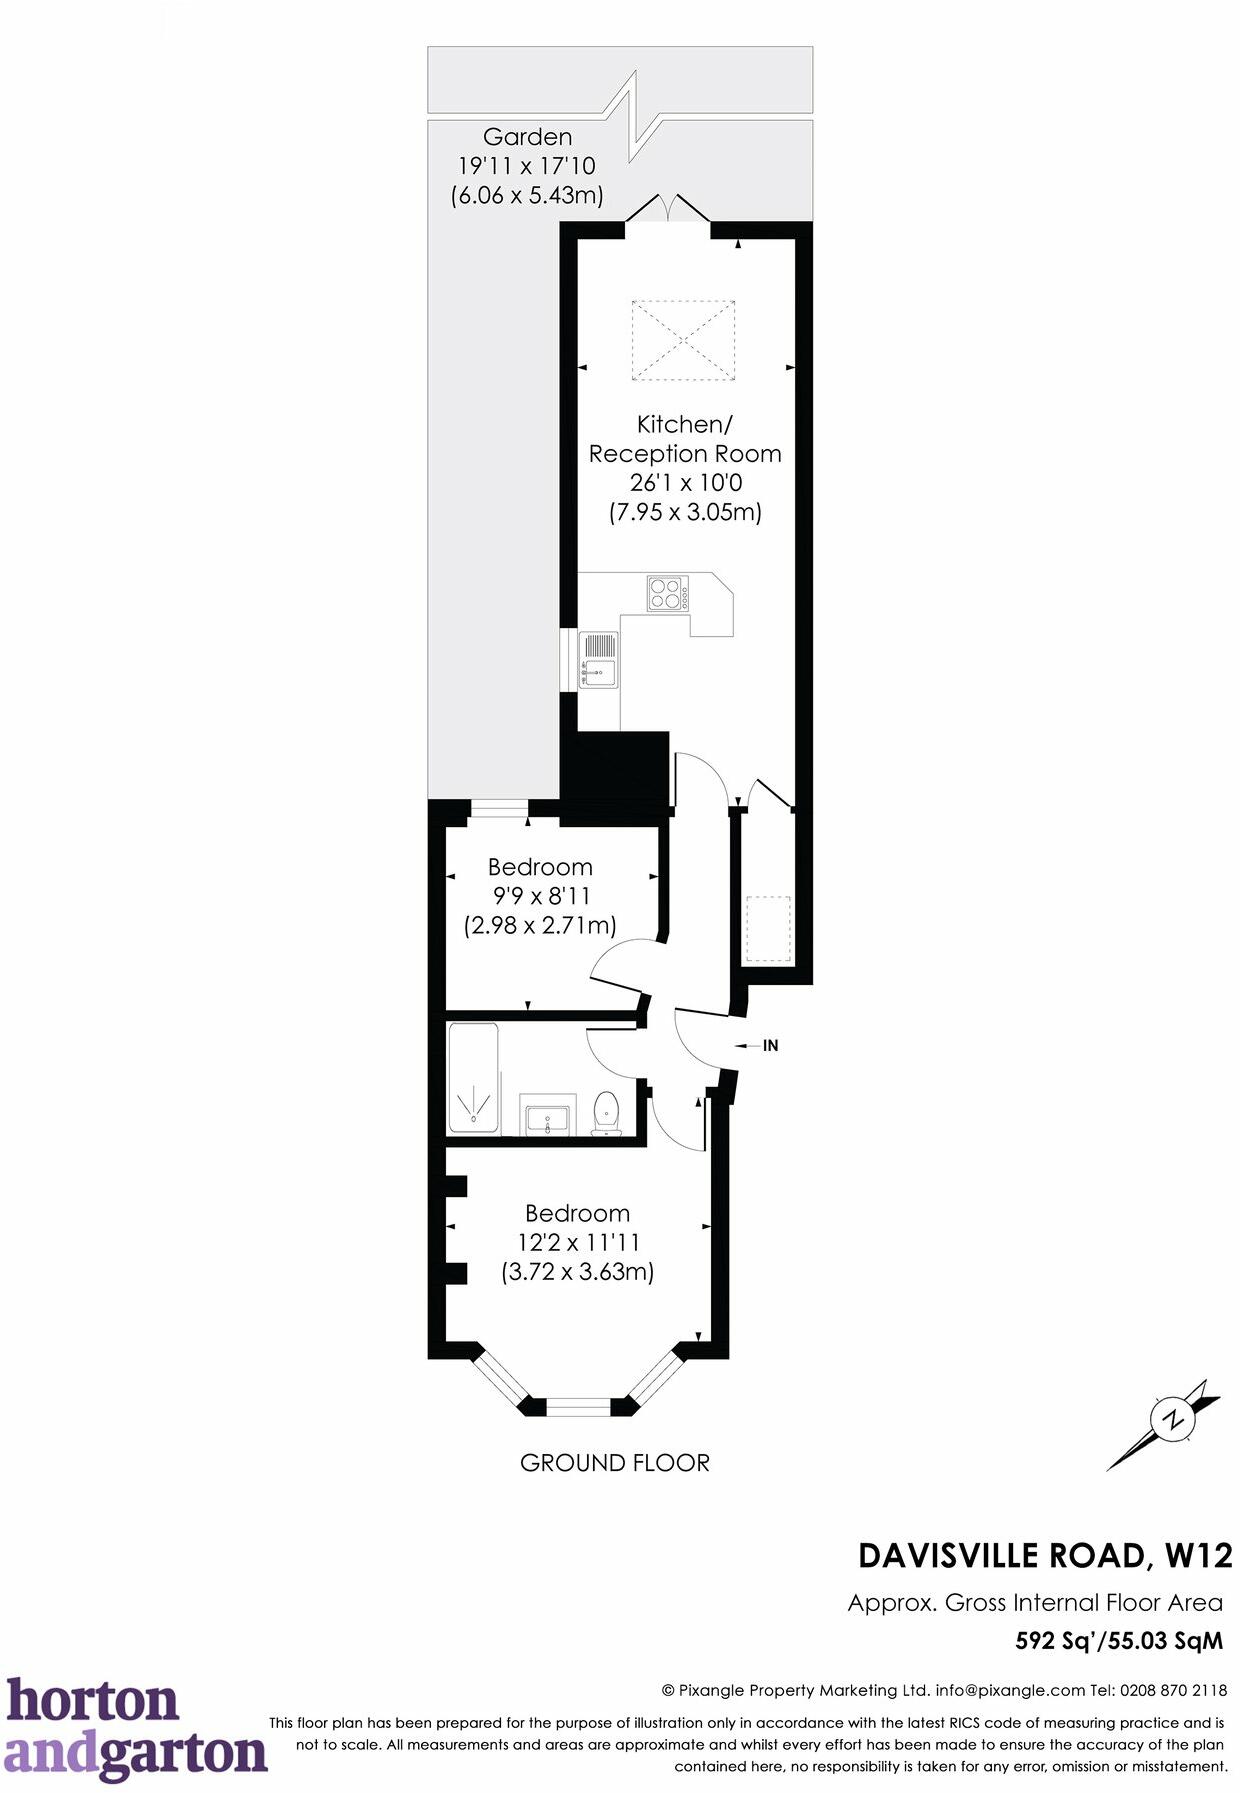 Garden
19'11 x 17'10
(6.06 x 5.43m)
Kitchen/
Reception Room
26'1 x 10'0
(7.95 x 3.05m)
Bedroom
9'9 x 8'11
(2.98 x 2.71m)
IN
Bedroom
12'2 x 11'11
(3.72 x 3.63m)
GROUND FLOOR
N
DAVISVILLE ROAD, W12
Approx. Gross Internal Floor Area
592 Sq'/55.03 SqM
horton
andgarton
© Pixangle Property Marketing Ltd. info@pixangle.com Tel: 0208 870 2118
This floor plan has been prepared for the purpose of illustration only in accordance with the latest RICS code of measuring practice and is
not to scale. All measurements and areas are approximate and whilst every effort has been made to ensure the accuracy of the plan
contained here, no responsibility is taken for any error, omission or misstatement.